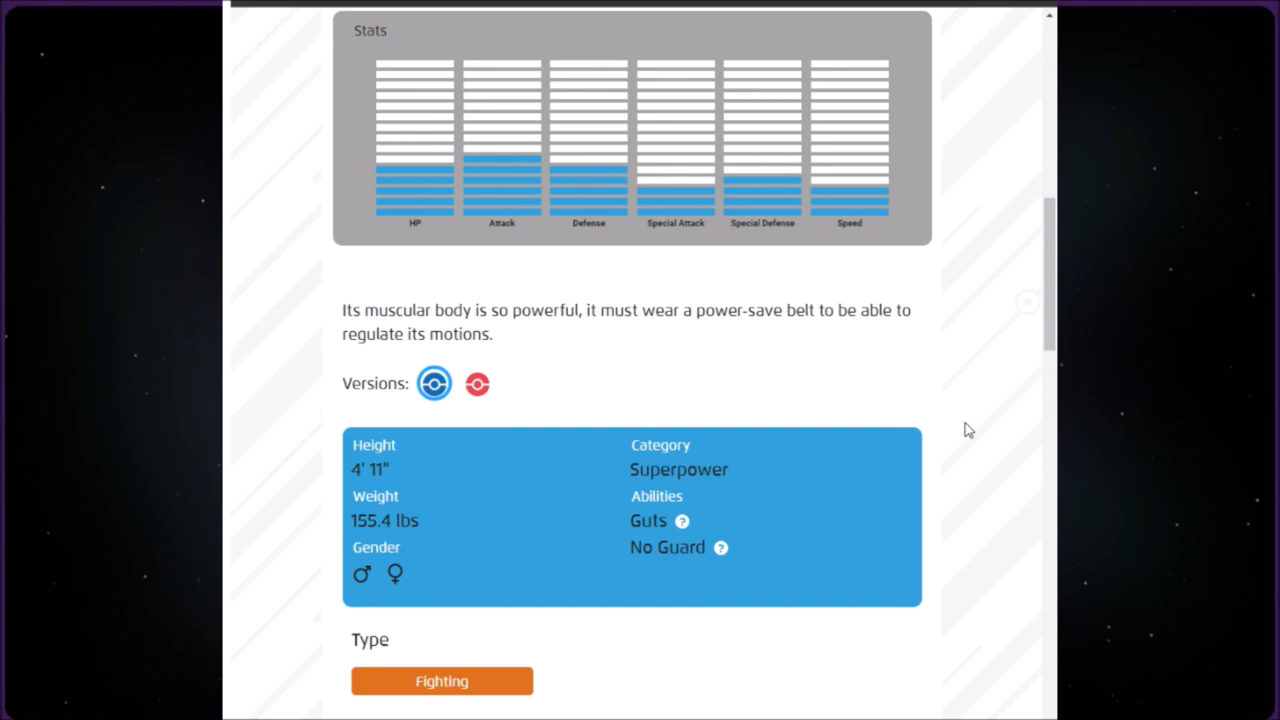 Stats
HP Attack Defense Special Attack Special Defense Speed
Its muscular body is so powerful, it must wear a power-save belt to be able to
regulate its motions.
Versions:
Height
4' 11"
Weight
155.4 lbs
Gender
Category
Superpower
Abilities
Guts ?
No Guard ?
Type
Fighting